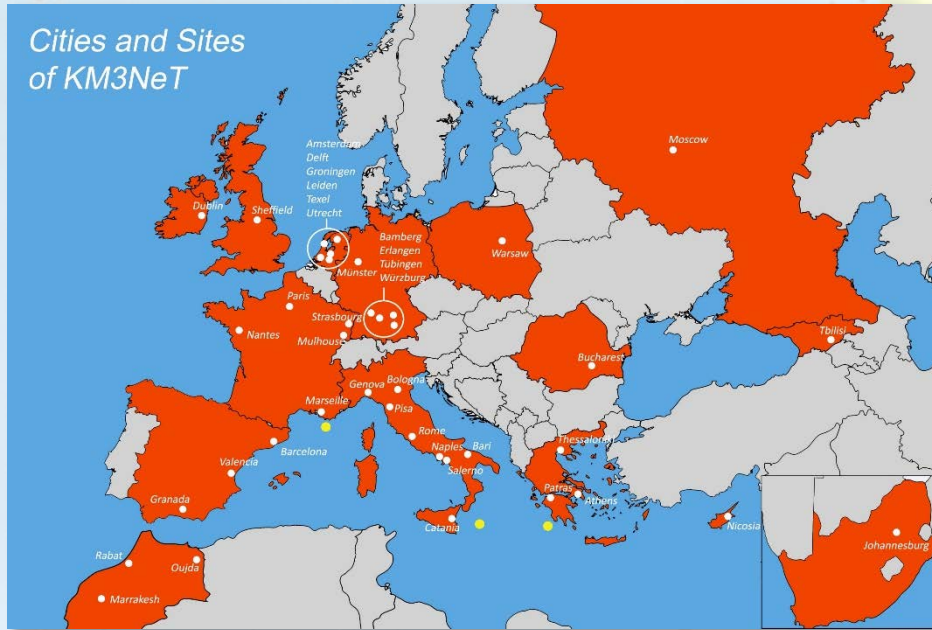 Cities and Sites
of KM3NeT
Moscow
Amsterdam
Delft
Groningen
Leiden
Texel
Utrecht
Dublin
Sheffield
Bamberg
Erlangen
Tübingen
Würzburg
Warsaw
Münster
Paris
Strasbourg
Nantes
Mulhouse
Tbilisi
Bucharest
Genova
Bologna
Marseille
Pisa
Rome
Barcelona
Naples
Bari
Thessaloniki
Valencia
Salerno
Granada
Patras
Athens
Catania
Nicosia
Johannesburg
Rabat
Oujda
Marrakesh